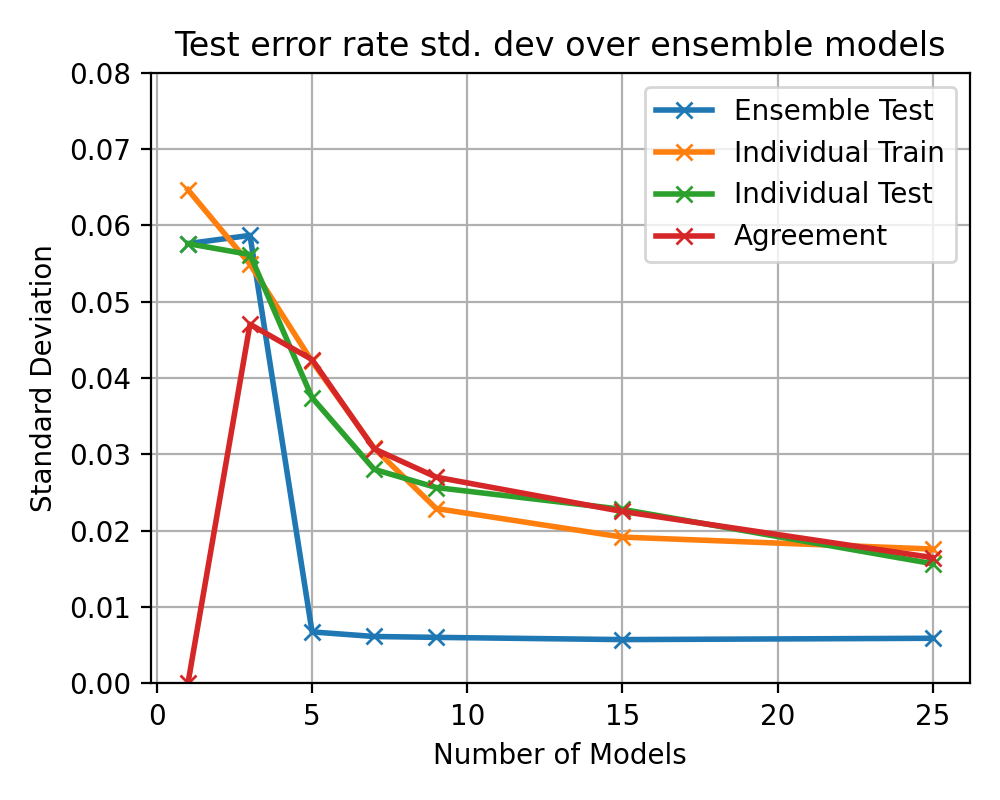 Test error rate std. dev over ensemble models
0.08
0.07
0.06
0.05
0.04
0.03
0.02
0.01
0.00
Standard Deviation
Ensemble Test
Individual Train
Individual Test
Agreement
0 5 10 15 20 25
Number of Models